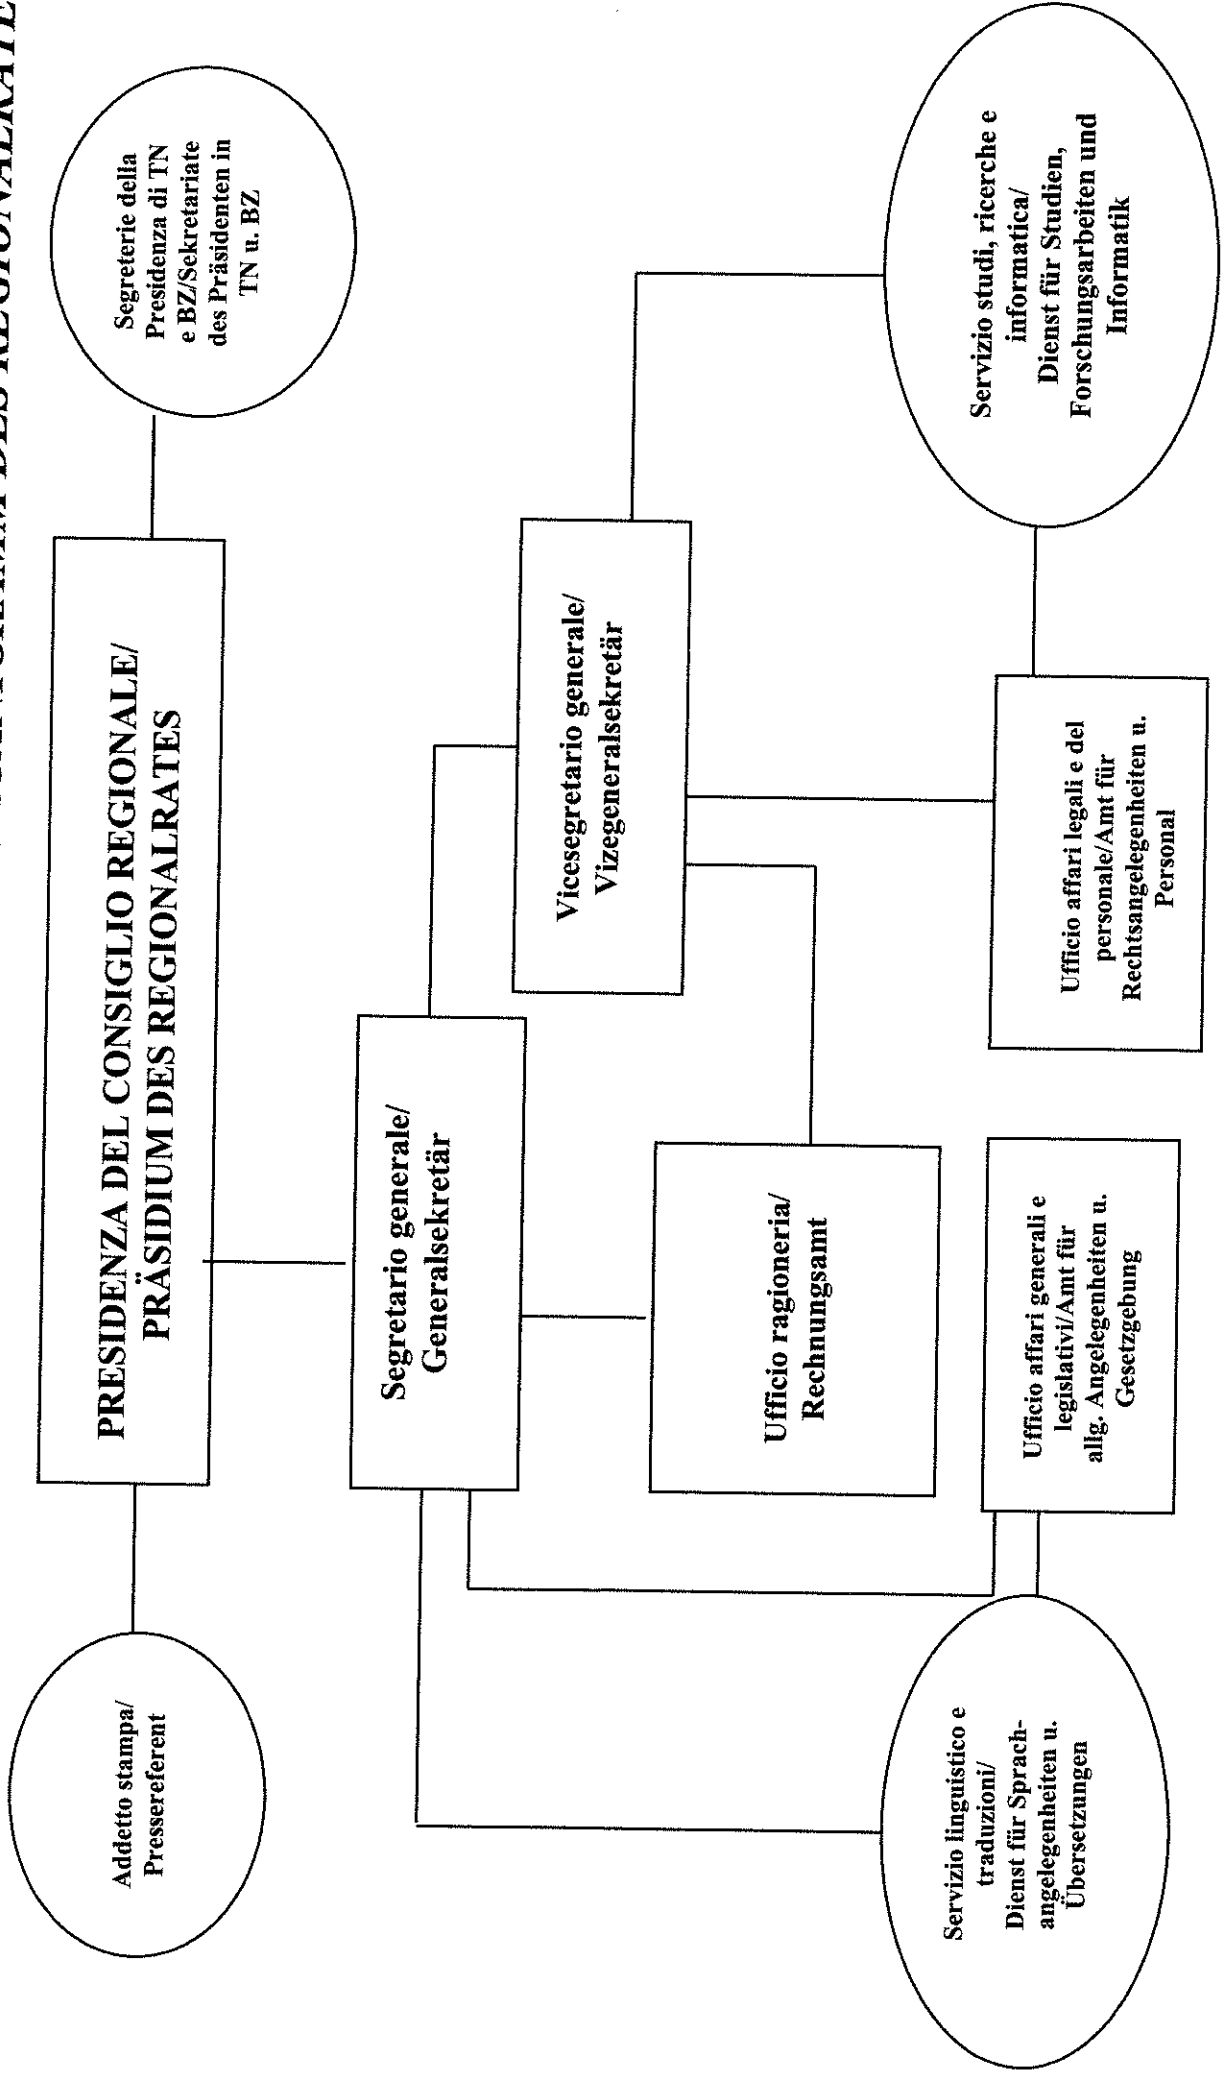 DES REGIONALRATE
PRESIDENZA DEL CONSIGLIO REGIONALE/
PRÄSIDIUM DES REGIONALRATES
Addetto stampa/
Pressereferent
Segreterie della
Presidenza di TN
e BZ/Sekretariate
des Präsidenten in
TN u. BZ
Segretario generale/
Generalsekretär
Vicesegretario generale/
Vizegeneralsekretär
Ufficio ragioneria/
Rechnungsamt
Servizio linguistico e
traduzioni/
Dienst für Sprach-
angelegenheiten u.
Übersetzungen
Ufficio affari generali e
legislativi/Amt für
allg. Angelegenheiten u.
Gesetzgebung
Ufficio affari legali e del
personale/Amt für
Rechtsangelegenheiten u.
Personal
Servizio studi, ricerche e
informatica/
Dienst für Studien,
Forschungsarbeiten und
Informatik